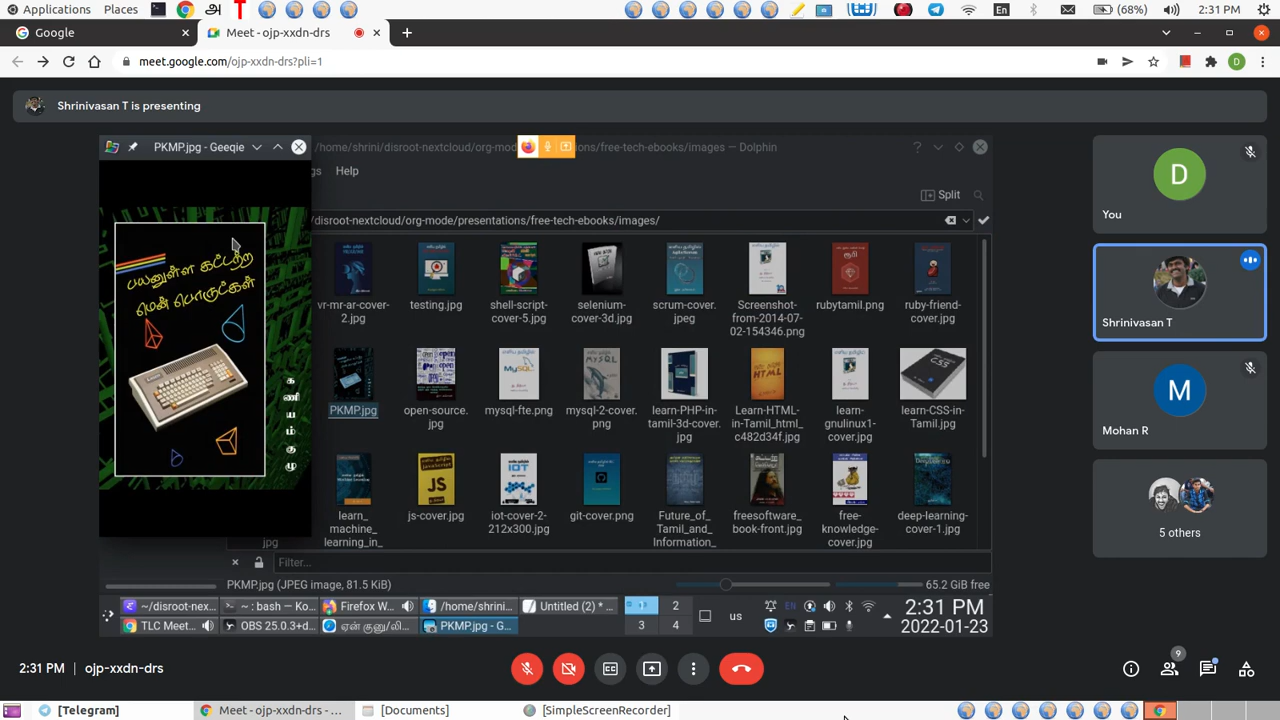 Applications Places En (68%) 2:31 PM
Google Meet - ojp-xxdn-drs
meet.google.com/ojp-xxdn-drs?pli=1 D
Shrinivasan T is presenting
PKMP.jpg - Geeqie
/home/shrini/disroot-nextcloud/org-mod
ons/free-tech-ebooks/images — Dolphin
gs Help
Split
/disroot-nextcloud/org-mode/presentations/free-tech-ebooks/images/
பயனுள்ள கட்டற்ற
மென் பொருட்கள்
க
ணி
ய
ம்
கு
ழு
vr-mr-ar-cover-2.jpg
testing.jpg
shell-script-cover-5.jpg
selenium-cover-3d.jpg
scrum-cover.jpeg
Screenshot-from-2014-07-02-154346.png
rubytamil.png
ruby-friend-cover.jpg
PKMP.jpg
open-source.jpg
mysql-fte.png
mysql-2-cover.png
learn-PHP-in-tamil-3d-cover.jpg
Learn-HTML-in-Tamil_html_c482d34f.jpg
learn-gnulinux1-cover.jpg
learn-CSS-in-Tamil.jpg
learn_machine_learning_in_
js-cover.jpg
iot-cover-2-212x300.jpg
git-cover.png
Future_of_Tamil_and_Information_
freesoftware_book-front.jpg
free-knowledge-cover.jpg
deep-learning-cover-1.jpg
jpg
Filter...
PKMP.jpg (JPEG image, 81.5 KiB) 65.2 GiB free
~/disroot-nex... ~ : bash — Ko... Firefox W... /home/shrini... Untitled (2) * ... 2 EN 2:31 PM
TLC Meet... OBS 25.0.3+d... ஏன் குனு/லி... PKMP.jpg - G... 3 4 us 2022-01-23
D
You
Shrinivasan T
M
Mohan R
5 others
2:31 PM ojp-xxdn-drs 9
[Telegram] Meet - ojp-xxdn-drs - ... [Documents] [SimpleScreenRecorder]